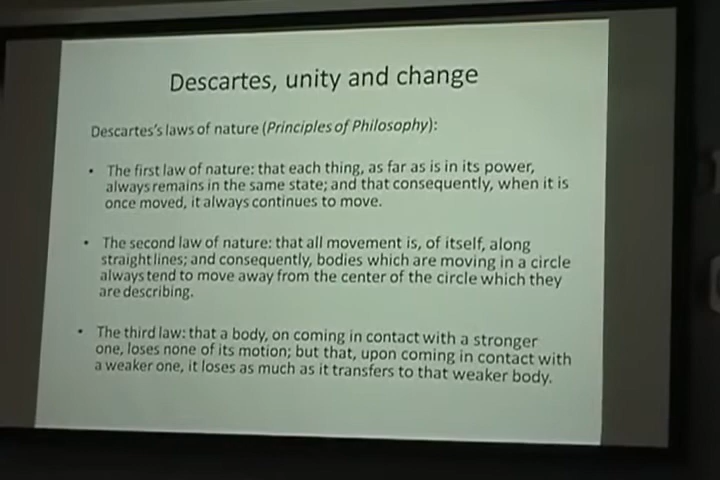 Descartes, unity and change
Descartes's laws of nature (Principles of Philosophy):
• The first law of nature: that each thing, as far as is in its power,
always remains in the same state; and that consequently, when it is
once moved, it always continues to move.
• The second law of nature: that all movement is, of itself, along
straight lines; and consequently, bodies which are moving in a circle
always tend to move away from the center of the circle which they
are describing.
• The third law: that a body, on coming in contact with a stronger
one, loses none of its motion; but that, upon coming in contact with
a weaker one, it loses as much as it transfers to that weaker body.